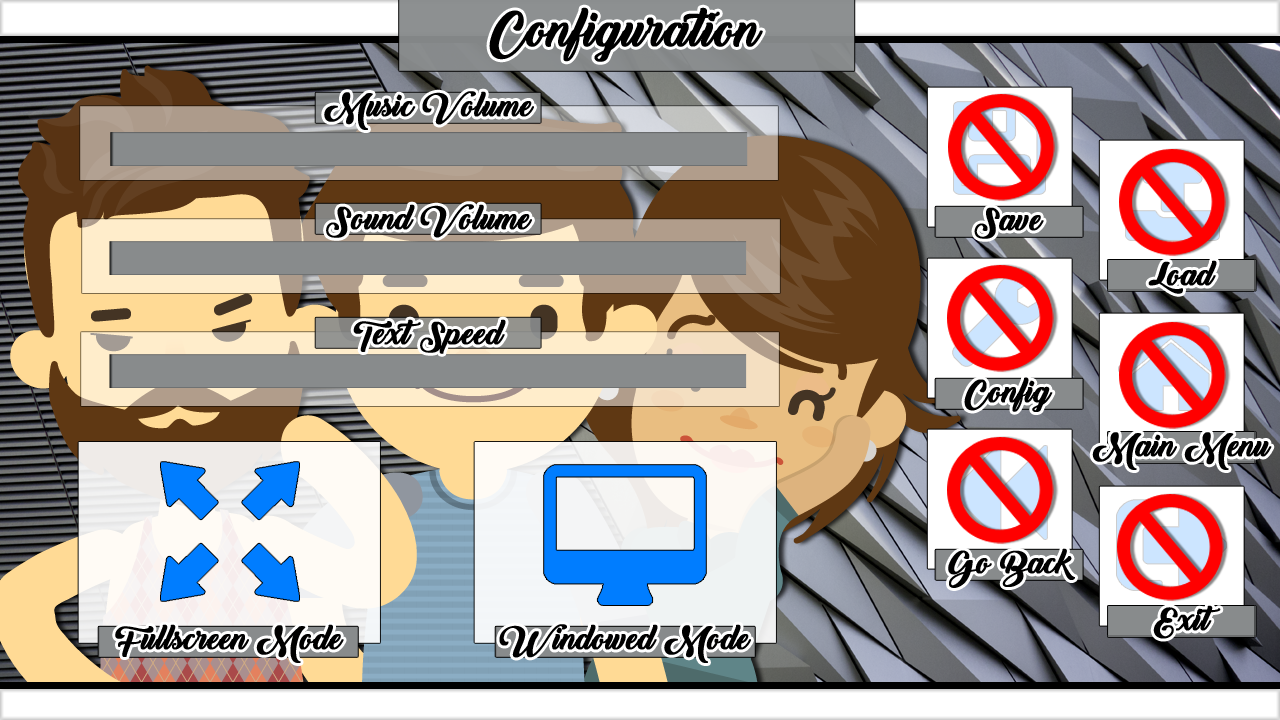 Configuration
Music Volume
Sound Volume
Text Speed
Fullscreen Mode
Windowed Mode
Save
Load
Config
Main Menu
Go Back
Exit